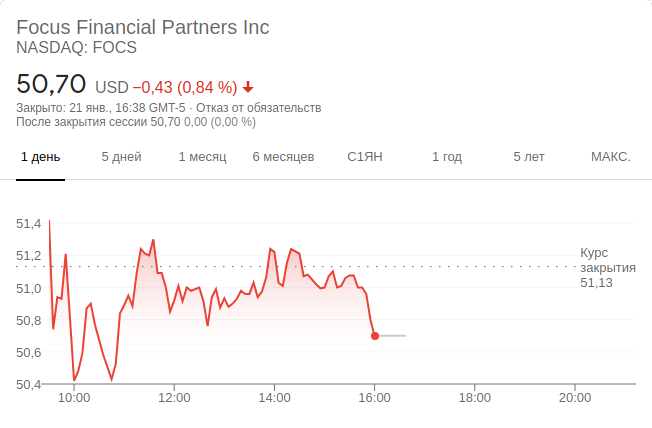 Focus Financial Partners Inc
NASDAQ: FOCS
50,70 USD −0,43 (0,84 %)
Закрыто: 21 янв., 16:38 GMT-5 · Отказ от обязательств
После закрытия сессии 50,70 0,00 (0,00 %)
1 день 5 дней 1 месяц 6 месяцев С1ЯН 1 год 5 лет МАКС.
51,4
51,2
51,0
50,8
50,6
50,4
Курс
закрытия
51,13
10:00 12:00 14:00 16:00 18:00 20:00